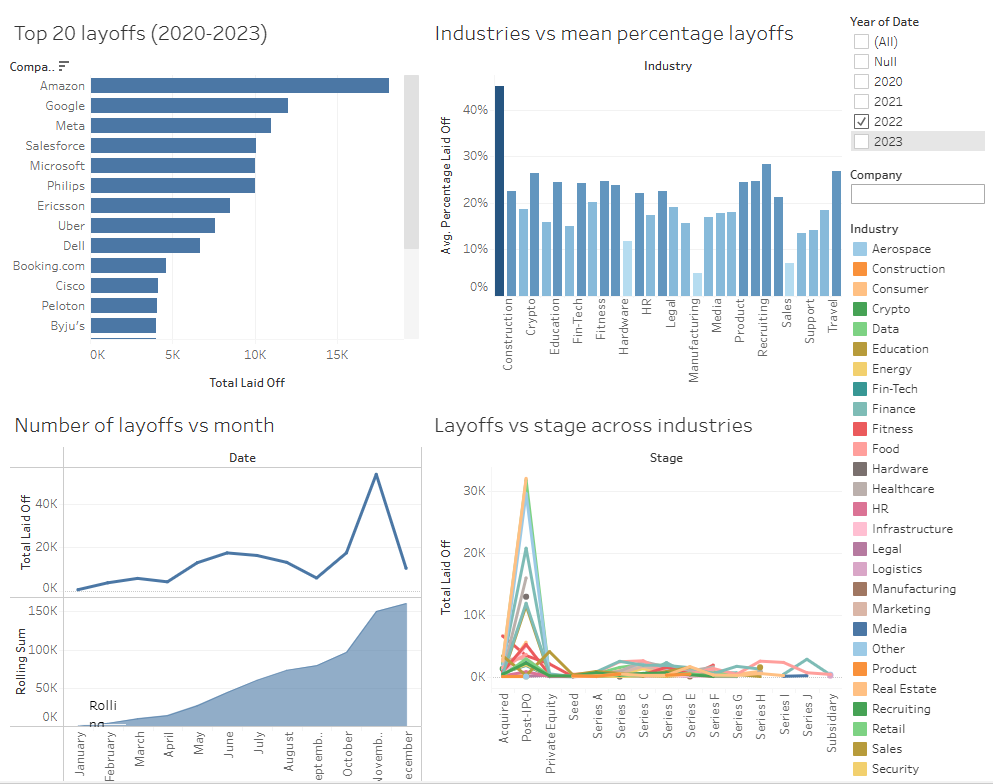 Top 20 layoffs (2020-2023)
Compa..
Amazon
Google
Meta
Salesforce
Microsoft
Philips
Ericsson
Uber
Dell
Booking.com
Cisco
Peloton
Byju's
0K 5K 10K 15K
Total Laid Off
Industries vs mean percentage layoffs
Industry
Avg. Percentage Laid Off
40%
30%
20%
10%
0%
Construction
Crypto
Education
Fin-Tech
Fitness
Hardware
HR
Legal
Manufacturing
Media
Product
Recruiting
Sales
Support
Travel
Year of Date
(All)
Null
2020
2021
2022
2023
Company
Industry
Aerospace
Construction
Consumer
Crypto
Data
Education
Energy
Fin-Tech
Finance
Fitness
Food
Hardware
Healthcare
HR
Infrastructure
Legal
Logistics
Manufacturing
Marketing
Media
Other
Product
Real Estate
Recruiting
Retail
Sales
Security
Number of layoffs vs month
Date
Total Laid Off
40K
20K
0K
Rolling Sum
150K
100K
50K
0K
Rolli
ng
January
February
March
April
May
June
July
August
eptemb..
October
Novemb..
ecember
Layoffs vs stage across industries
Stage
Total Laid Off
30K
20K
10K
0K
Acquired
Post-IPO
Private Equity
Seed
Series A
Series B
Series C
Series D
Series E
Series F
Series G
Series H
Series I
Series J
Subsidiary